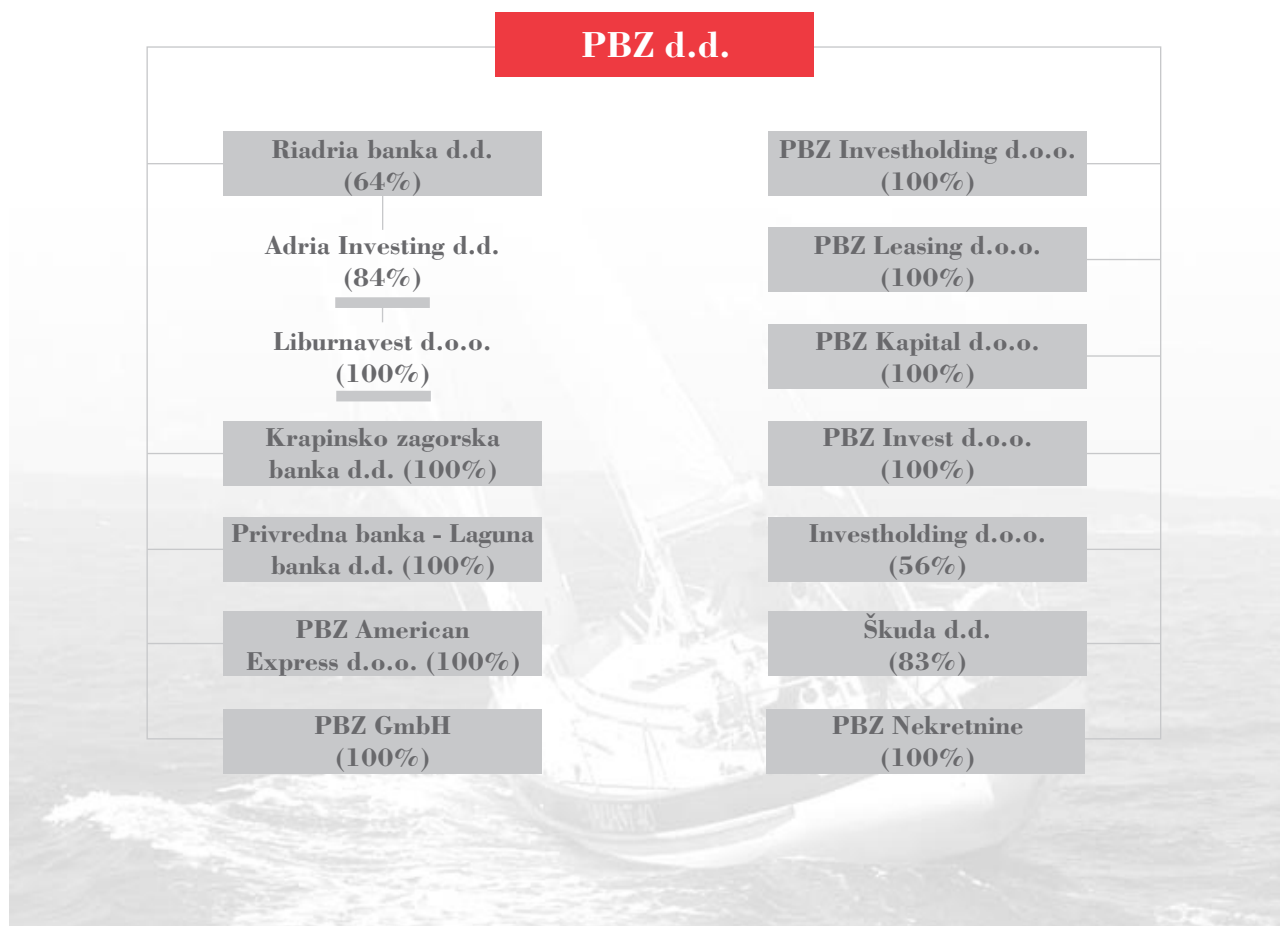 PBZ d.d.
Riadria banka d.d.
(64%)
Adria Investing d.d.
(84%)
Liburnavest d.o.o.
(100%)
Krapinsko zagorska
banka d.d. (100%)
Privredna banka - Laguna
banka d.d. (100%)
PBZ American
Express d.o.o. (100%)
PBZ GmbH
(100%)
PBZ Investholding d.o.o.
(100%)
PBZ Leasing d.o.o.
(100%)
PBZ Kapital d.o.o.
(100%)
PBZ Invest d.o.o.
(100%)
Investholding d.o.o.
(56%)
Škuda d.d.
(83%)
PBZ Nekretnine
(100%)